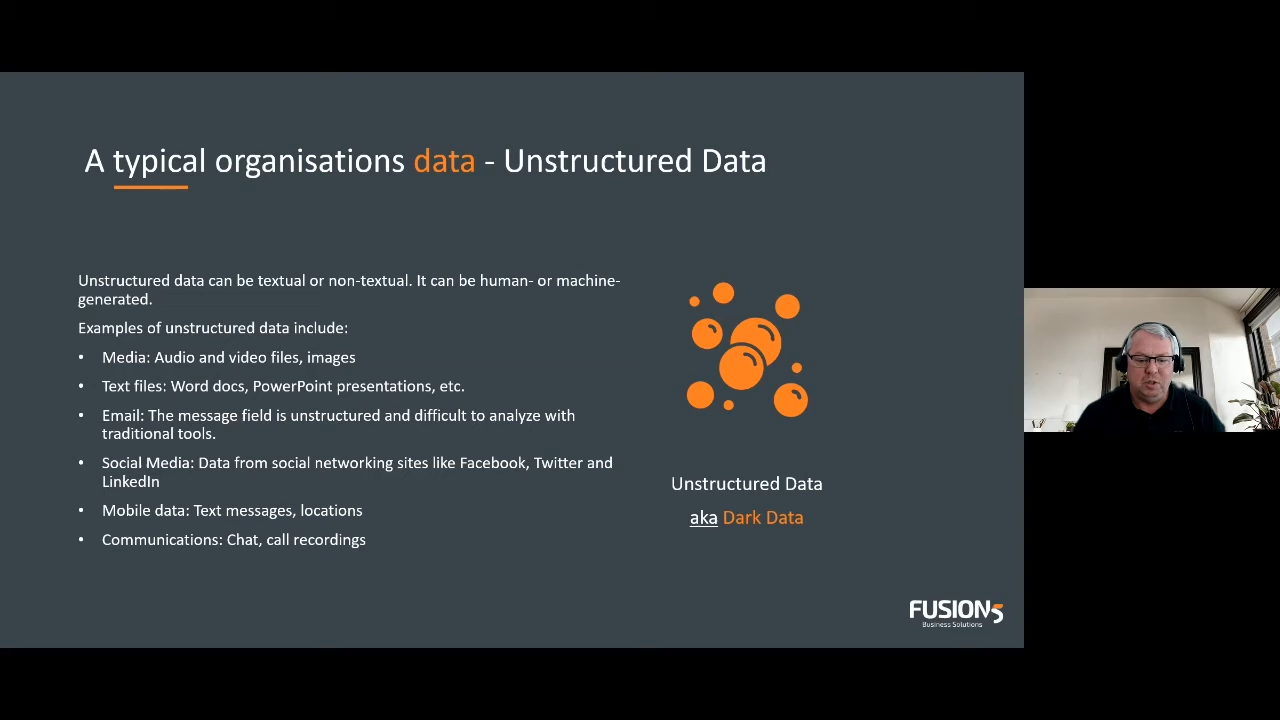 A typical organisations data - Unstructured Data
Unstructured data can be textual or non-textual. It can be human- or machine-
generated.
Examples of unstructured data include:
• Media: Audio and video files, images
• Text files: Word docs, PowerPoint presentations, etc.
• Email: The message field is unstructured and difficult to analyze with
traditional tools.
• Social Media: Data from social networking sites like Facebook, Twitter and
LinkedIn
• Mobile data: Text messages, locations
• Communications: Chat, call recordings
Unstructured Data
aka Dark Data
FUSION5
Business Solutions